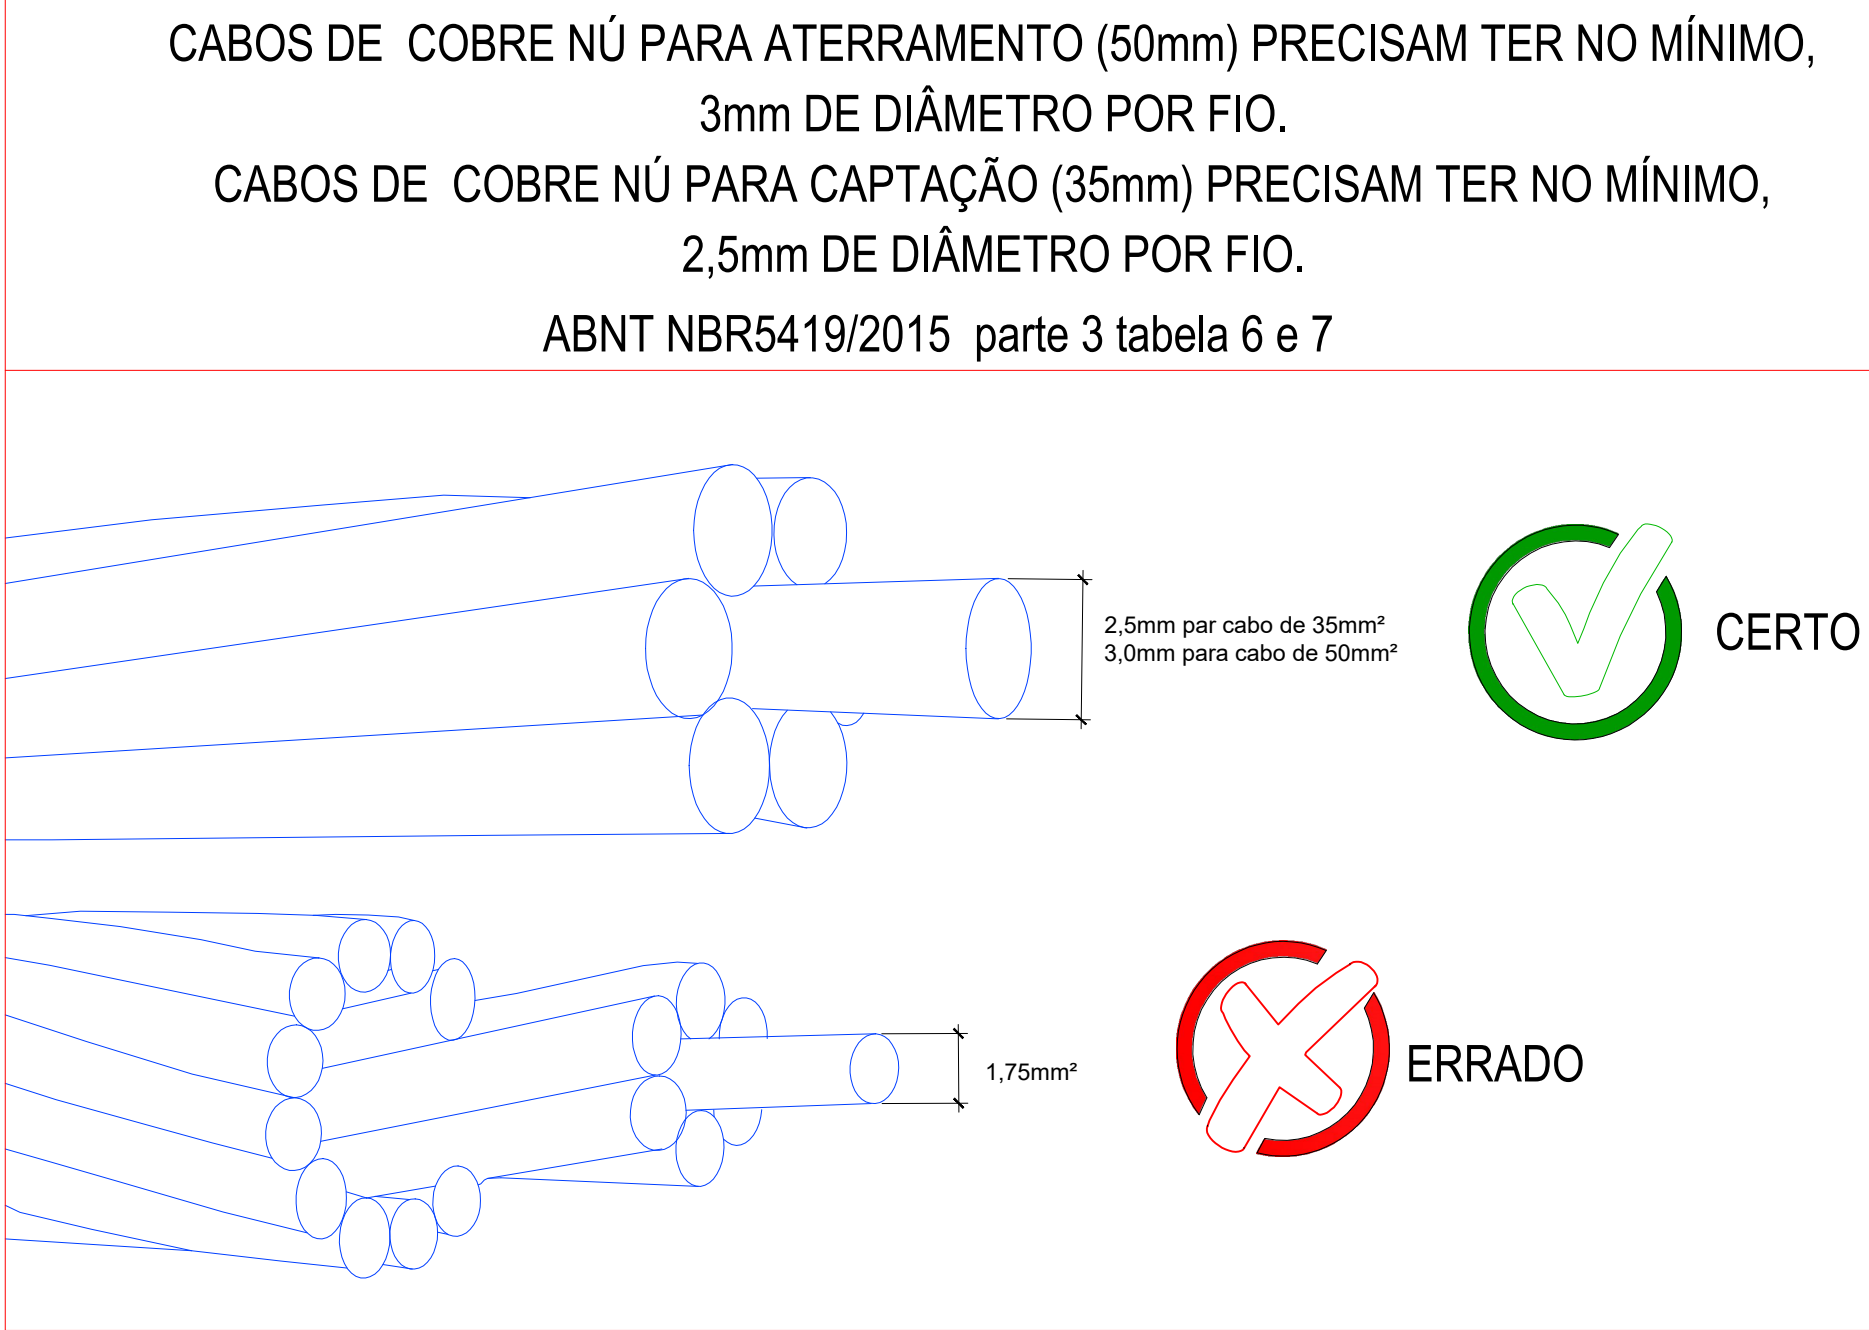 CABOS DE COBRE NÚ PARA ATERRAMENTO (50mm) PRECISAM TER NO MÍNIMO,
3mm DE DIÂMETRO POR FIO.
CABOS DE COBRE NÚ PARA CAPTAÇÃO (35mm) PRECISAM TER NO MÍNIMO,
2,5mm DE DIÂMETRO POR FIO.
ABNT NBR5419/2015 parte 3 tabela 6 e 7
2,5mm par cabo de 35mm²
3,0mm para cabo de 50mm²
CERTO
1,75mm²
ERRADO